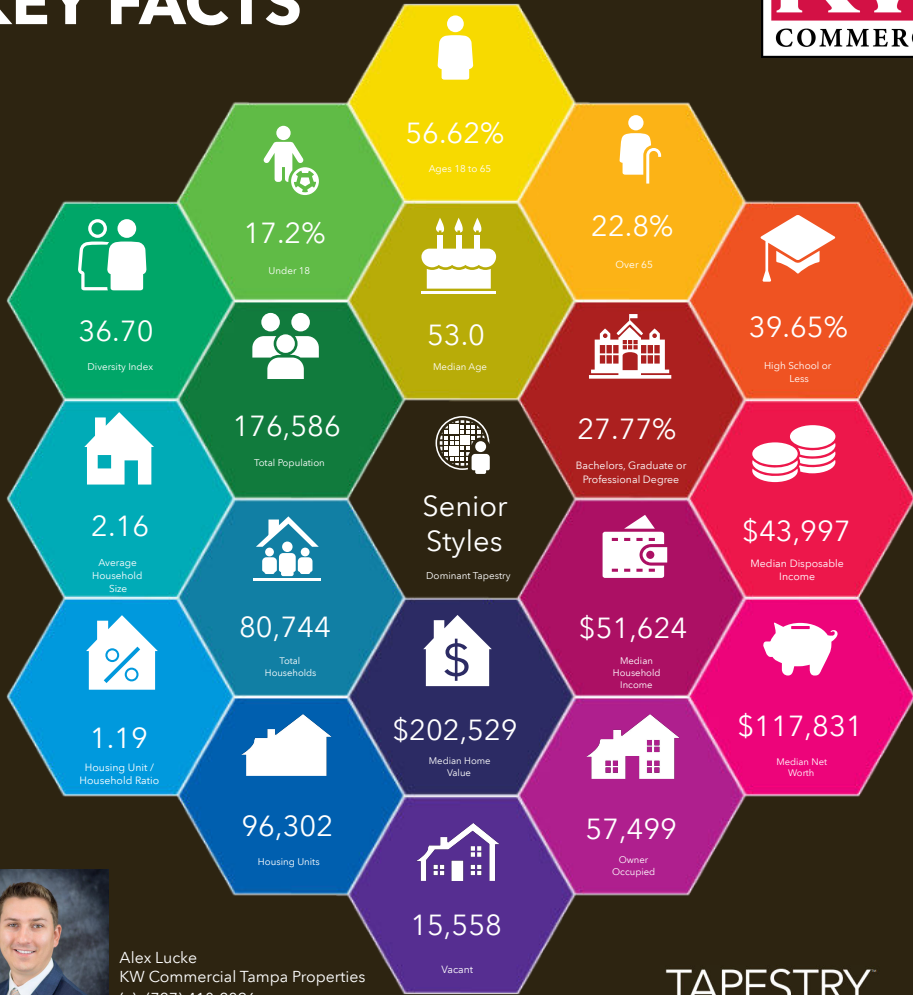 KEY FACTS
COMMERC
56.62%
Ages 18 to 65
17.2%
Under 18
22.8%
Over 65
36.70
Diversity Index
53.0
Median Age
39.65%
High School or
Less
176,586
Total Population
27.77%
Bachelors, Graduate or
Professional Degree
2.16
Average
Household
Size
Senior
Styles
Dominant Tapestry
$43,997
Median Disposable
Income
80,744
Total
Households
$51,624
Median
Household
Income
1.19
Housing Unit /
Household Ratio
$
$202,529
Median Home
Value
$117,831
Median Net
Worth
96,302
Housing Units
57,499
Owner
Occupied
15,558
Vacant
Alex Lucke
KW Commercial Tampa Properties
TAPESTRY™